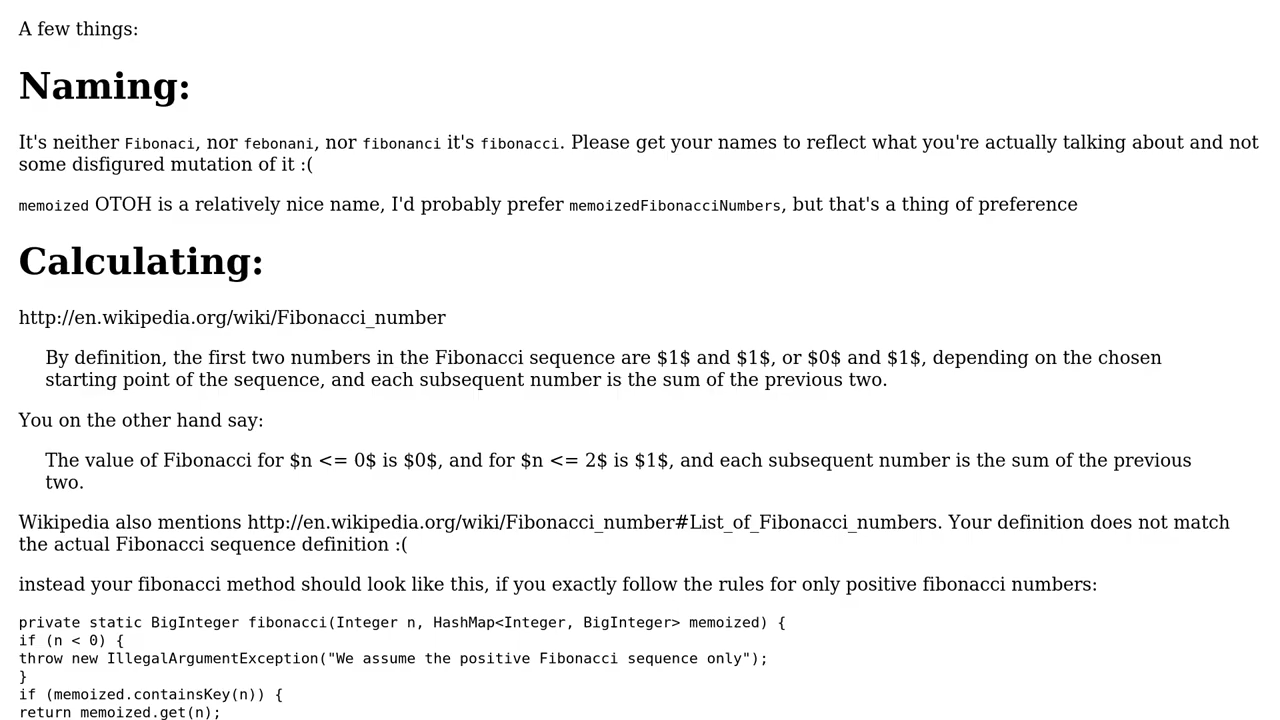 A few things:
Naming:
It's neither Fibonaci, nor febonani, nor fibonanci it's fibonacci. Please get your names to reflect what you're actually talking about and not
some disfigured mutation of it :(
memoized OTOH is a relatively nice name, I'd probably prefer memoizedFibonacciNumbers, but that's a thing of preference
Calculating:
http://en.wikipedia.org/wiki/Fibonacci_number
By definition, the first two numbers in the Fibonacci sequence are $1$ and $1$, or $0$ and $1$, depending on the chosen
starting point of the sequence, and each subsequent number is the sum of the previous two.
You on the other hand say:
The value of Fibonacci for $n <= 0$ is $0$, and for $n <= 2$ is $1$, and each subsequent number is the sum of the previous
two.
Wikipedia also mentions http://en.wikipedia.org/wiki/Fibonacci_number#List_of_Fibonacci_numbers. Your definition does not match
the actual Fibonacci sequence definition :(
instead your fibonacci method should look like this, if you exactly follow the rules for only positive fibonacci numbers:
private static BigInteger fibonacci(Integer n, HashMap<Integer, BigInteger> memoized) {
if (n < 0) {
throw new IllegalArgumentException("We assume the positive Fibonacci sequence only");
}
if (memoized.containsKey(n)) {
return memoized.get(n);